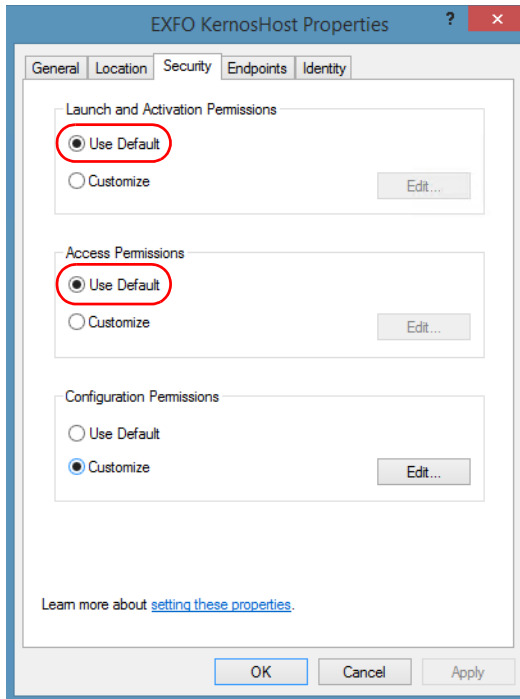 EXFO KernosHost Properties
?
General Location Security Endpoints Identity
Launch and Activation Permissions
Use Default
Customize
Edit...
Access Permissions
Use Default
Customize
Edit...
Configuration Permissions
Use Default
Customize
Edit...
Learn more about setting these properties.
OK Cancel Apply